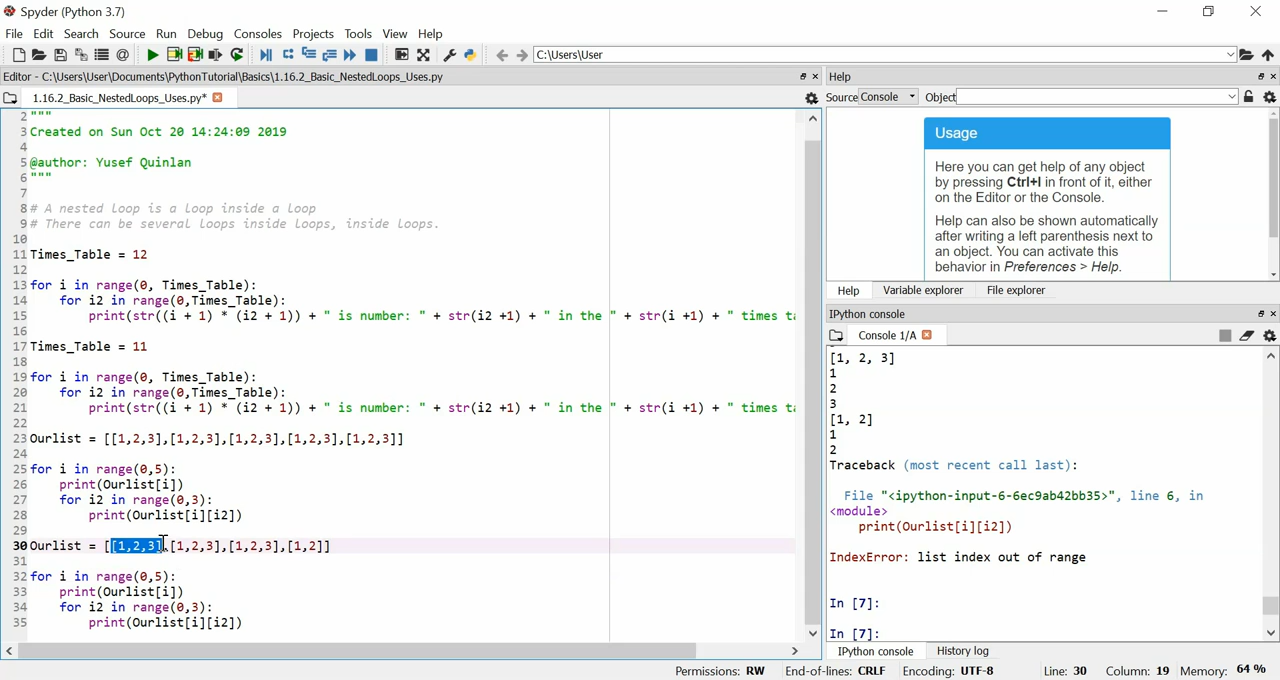 Spyder (Python 3.7)
File Edit Search Source Run Debug Consoles Projects Tools View Help
C:\Users\User
Editor - C:\Users\User\Documents\PythonTutorial\Basics\1.16.2_Basic_NestedLoops_Uses.py
1.16.2_Basic_NestedLoops_Uses.py*
2 """
3 Created on Sun Oct 20 14:24:09 2019
4
5 @author: Yusef Quinlan
6 """
7
8 # A nested loop is a loop inside a loop
9 # There can be several loops inside loops, inside loops.
10
11 Times_Table = 12
12
13 for i in range(0, Times_Table):
14     for i2 in range(0,Times_Table):
15         print(str((i + 1) * (i2 + 1)) + " is number: " + str(i2 +1) + " in the " + str(i +1) + " times ta
16
17 Times_Table = 11
18
19 for i in range(0, Times_Table):
20     for i2 in range(0,Times_Table):
21         print(str((i + 1) * (i2 + 1)) + " is number: " + str(i2 +1) + " in the " + str(i +1) + " times ta
22
23 Ourlist = [[1,2,3],[1,2,3],[1,2,3],[1,2,3],[1,2,3]]
24
25 for i in range(0,5):
26     print(Ourlist[i])
27     for i2 in range(0,3):
28         print(Ourlist[i][i2])
29
30 Ourlist = [[1,2,3],[1,2,3],[1,2,3],[1,2]]
31
32 for i in range(0,5):
33     print(Ourlist[i])
34     for i2 in range(0,3):
35         print(Ourlist[i][i2])
Help
Source Console Object
Usage
Here you can get help of any object
by pressing Ctrl+I in front of it, either
on the Editor or the Console.
Help can also be shown automatically
after writing a left parenthesis next to
an object. You can activate this
behavior in Preferences > Help.
Help Variable explorer File explorer
IPython console
Console 1/A
[1, 2, 3]
1
2
3
[1, 2]
1
2
Traceback (most recent call last):
File "<ipython-input-6-6ec9ab42bb35>", line 6, in
<module>
print(Ourlist[i][i2])
IndexError: list index out of range
In [7]:
In [7]:
IPython console History log
Permissions: RW End-of-lines: CRLF Encoding: UTF-8 Line: 30 Column: 19 Memory: 64 %